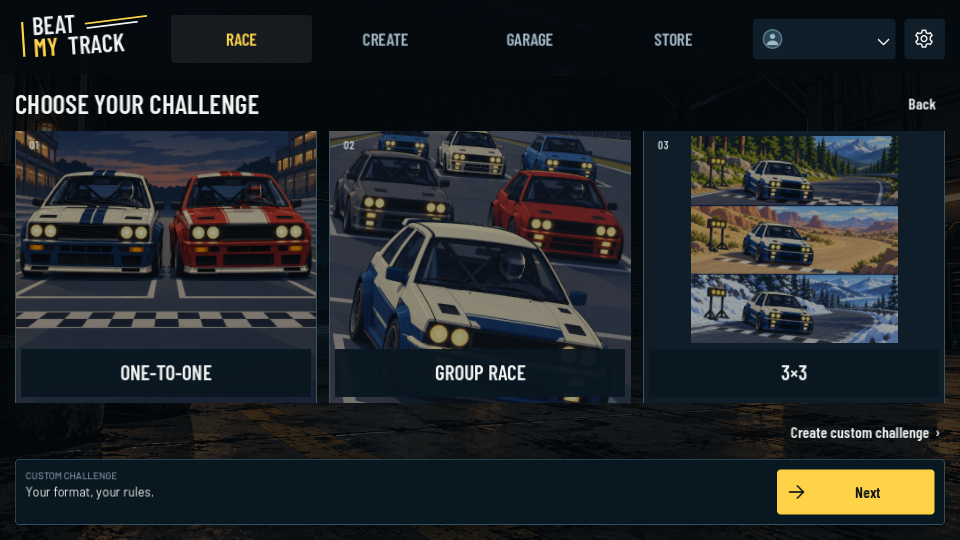 BEAT
MY TRACK
RACE
CREATE
GARAGE
STORE
CHOOSE YOUR CHALLENGE
Back
01
02
03
ONE-TO-ONE
GROUP RACE
3×3
Create custom challenge ›
CUSTOM CHALLENGE
Your format, your rules.
Next